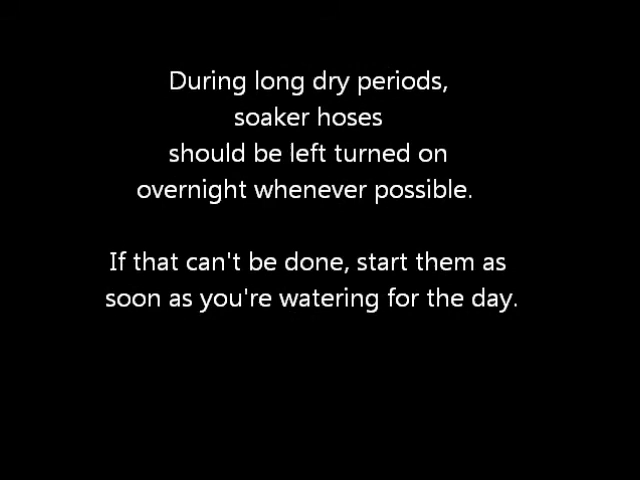 During long dry periods,
soaker hoses
should be left turned on
overnight whenever possible.
If that can't be done, start them as
soon as you're watering for the day.